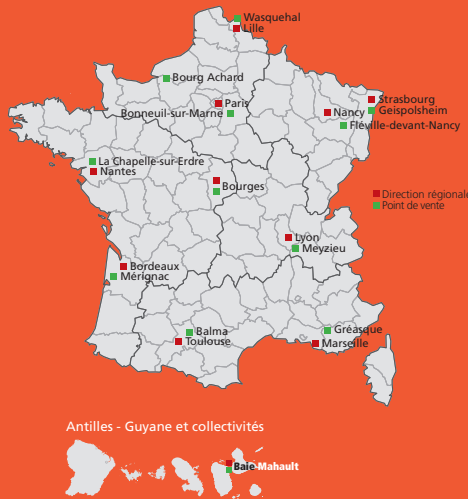 Wasquehal
Lille
Bourg Achard
Paris
Bonneuil-sur-Marne
Strasbourg
Geispolsheim
Nancy
Fléville-devant-Nancy
La Chapelle-sur-Erdre
Nantes
Bourges
Direction régionale
Point de vente
Lyon
Meyzieu
Bordeaux
Mérignac
Balma
Toulouse
Gréasque
Marseille
Antilles - Guyane et collectivités
Baie-Mahault